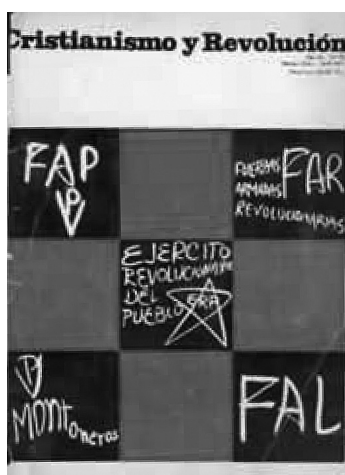 Cristianismo y Revolución
FAP
P
V
FUERZAS
ARMADAS
REVOLUCIONARIAS
FAR
EJERCITO
REVOLUCIONARIO
DEL
PUEBLO
ERP
P
V
MONTONEROS
FAL